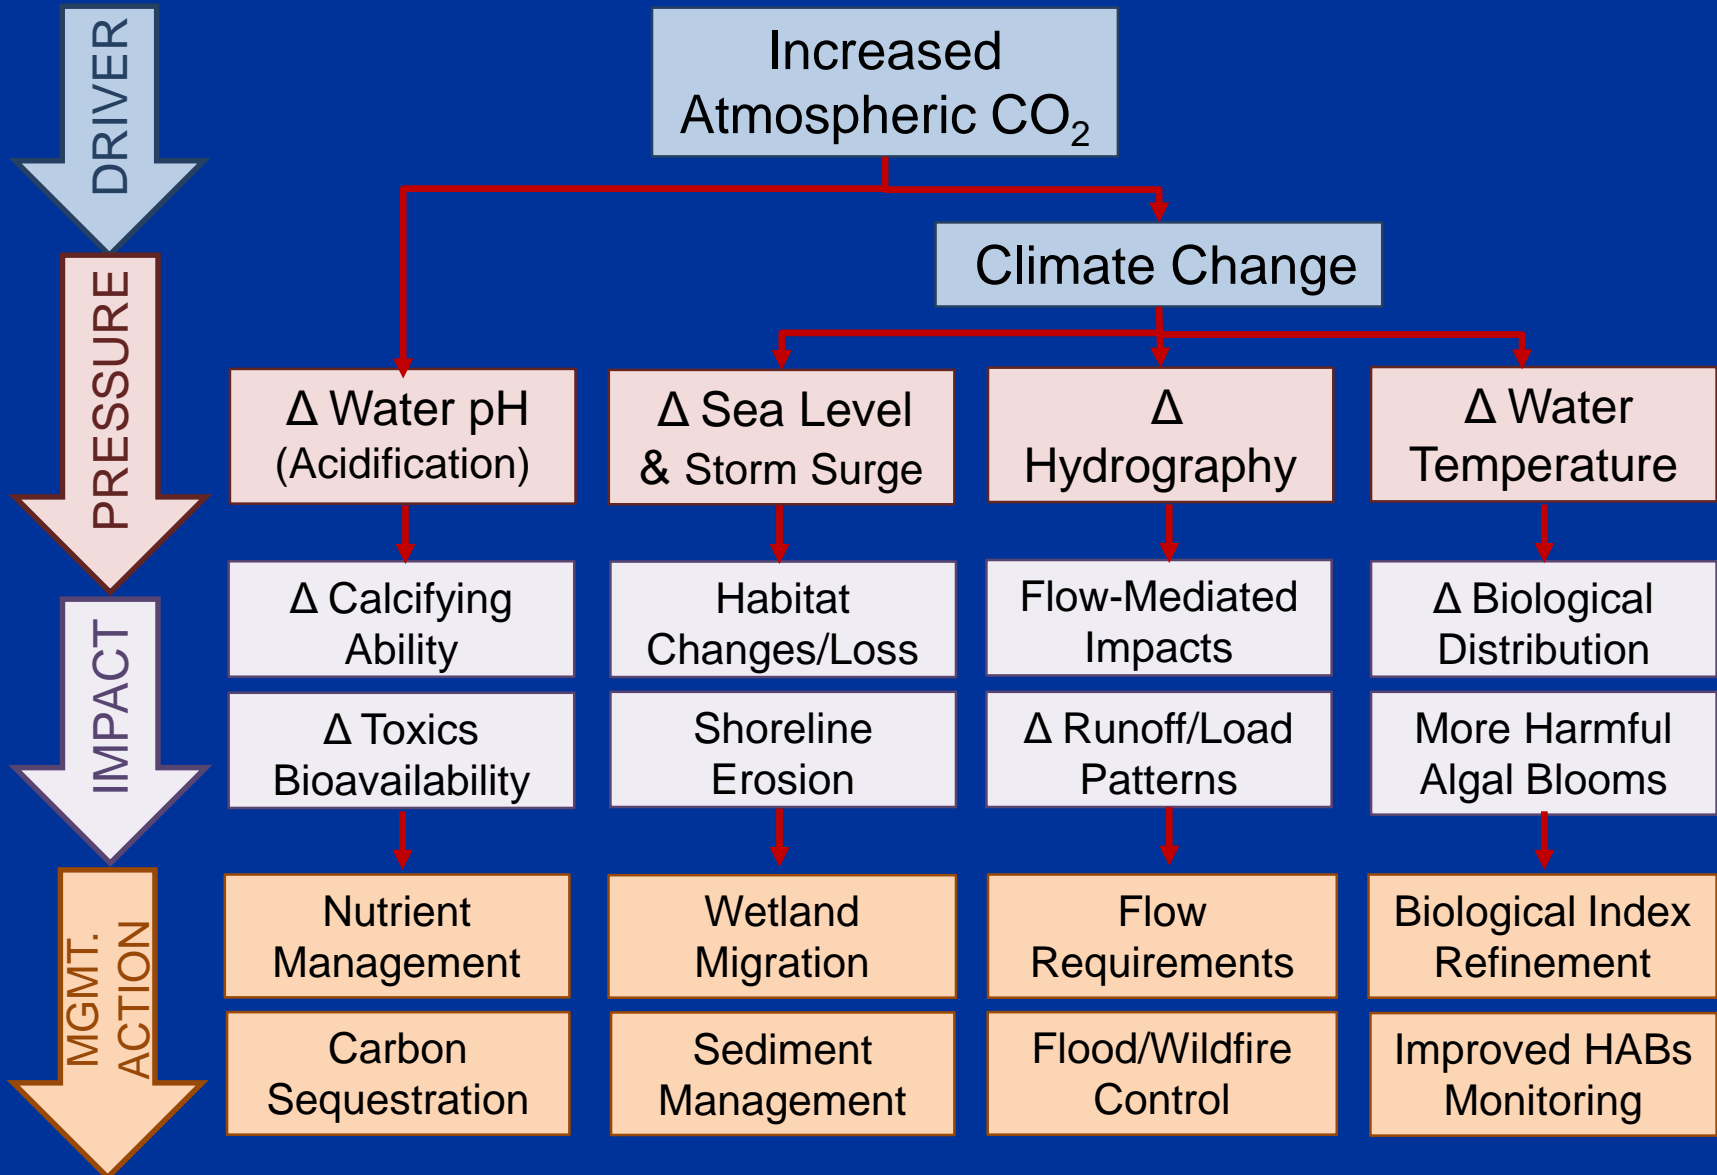 DRIVER
Increased
Atmospheric CO₂
Climate Change
PRESSURE
Δ Water pH
(Acidification)
Δ Sea Level
& Storm Surge
Δ
Hydrography
Δ Water
Temperature
IMPACT
Δ Calcifying
Ability
Habitat
Changes/Loss
Flow-Mediated
Impacts
Δ Biological
Distribution
Δ Toxics
Bioavailability
Shoreline
Erosion
Δ Runoff/Load
Patterns
More Harmful
Algal Blooms
MGMT.
ACTION
Nutrient
Management
Wetland
Migration
Flow
Requirements
Biological Index
Refinement
Carbon
Sequestration
Sediment
Management
Flood/Wildfire
Control
Improved HABs
Monitoring